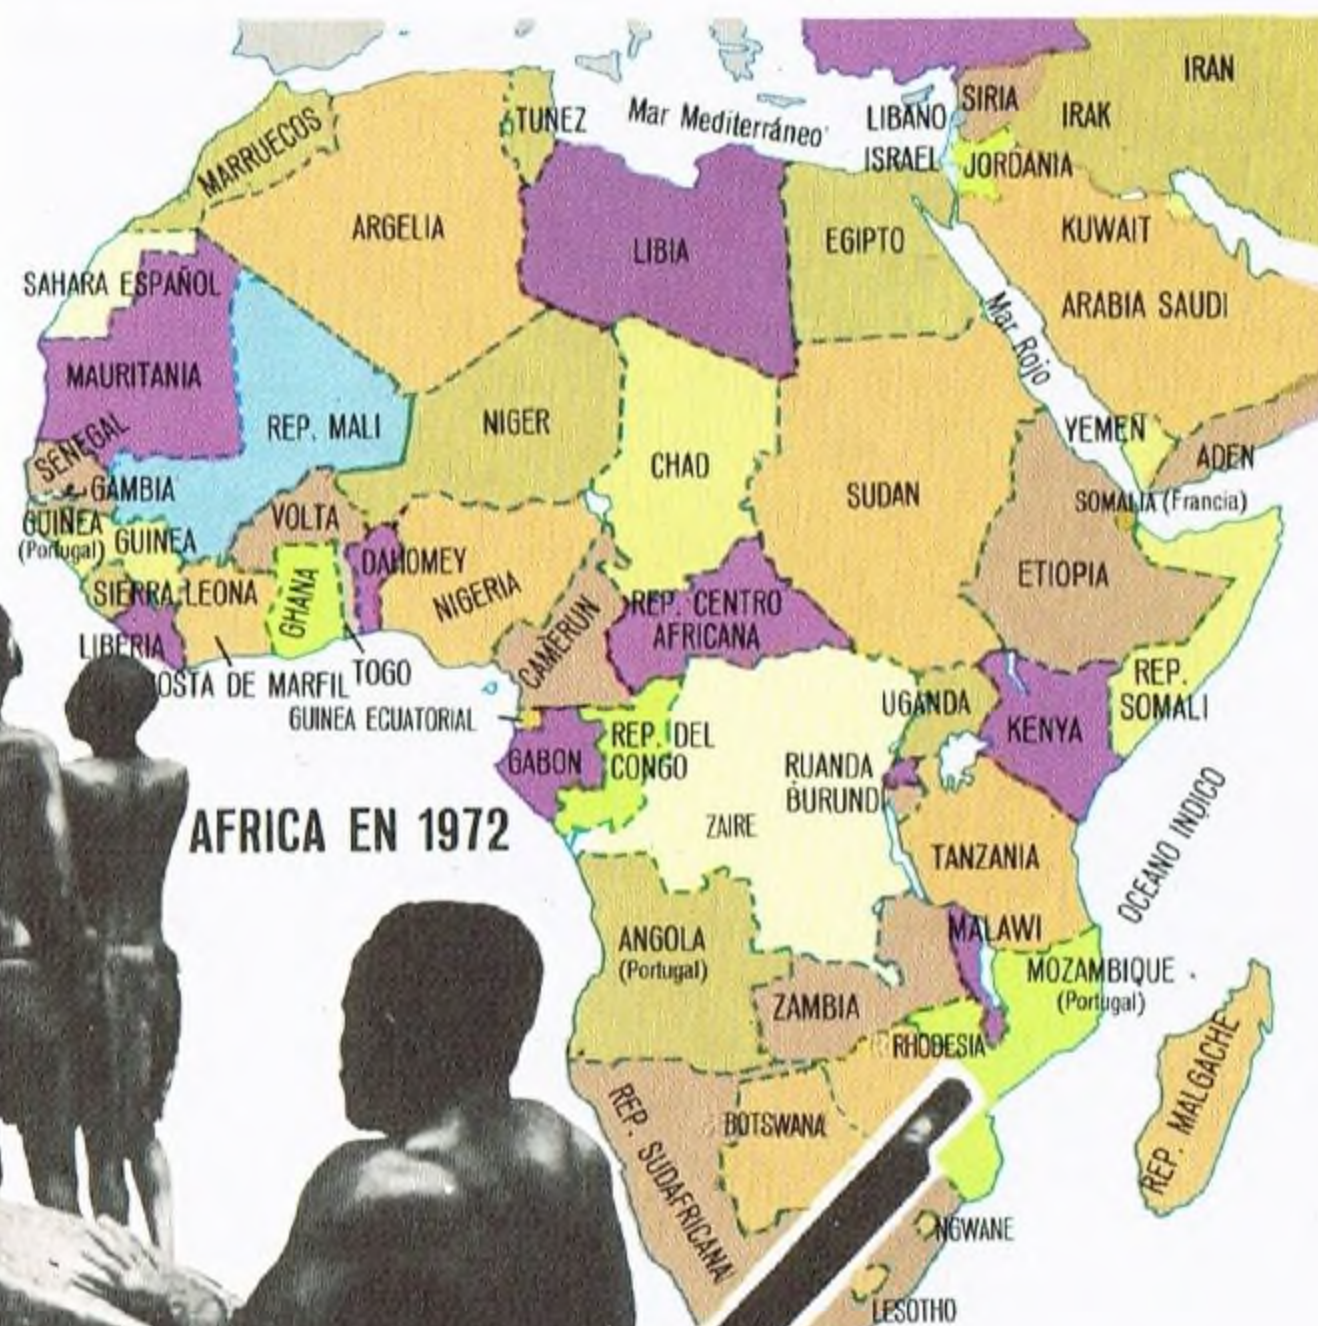 IRAN
SIRIA
IRAK
TUNEZ
Mar Mediterráneo
LIBANO
MARRUECOS
ISRAEL
JORDANIA
ARGELIA
LIBIA
EGIPTO
KUWAIT
SAHARA ESPAÑOL
ARABIA SAUDI
Mar Rojo
MAURITANIA
REP. MALI
NIGER
CHAD
SUDAN
YEMEN
ADEN
SENEGAL
GAMBIA
SOMALIA (Francia)
GUINEA
(Portugal)
GUINEA
VOLTA
DAHOMEY
NIGERIA
ETIOPIA
SIERRA LEONA
GHANA
CAMERUN
REP. CENTRO
AFRICANA
LIBERIA
OSTA DE MARFIL
TOGO
GUINEA ECUATORIAL
UGANDA
REP.
SOMALI
KENYA
GABON
REP. DEL
CONGO
RUANDA
BURUNDI
ZAIRE
AFRICA EN 1972
TANZANIA
OCEANO INDICO
ANGOLA
(Portugal)
MALAWI
MOZAMBIQUE
(Portugal)
ZAMBIA
RHODESIA
REP. MALGACHE
BOTSWANA
REP. SUDAFRICANA
NGWANE
LESOTHO